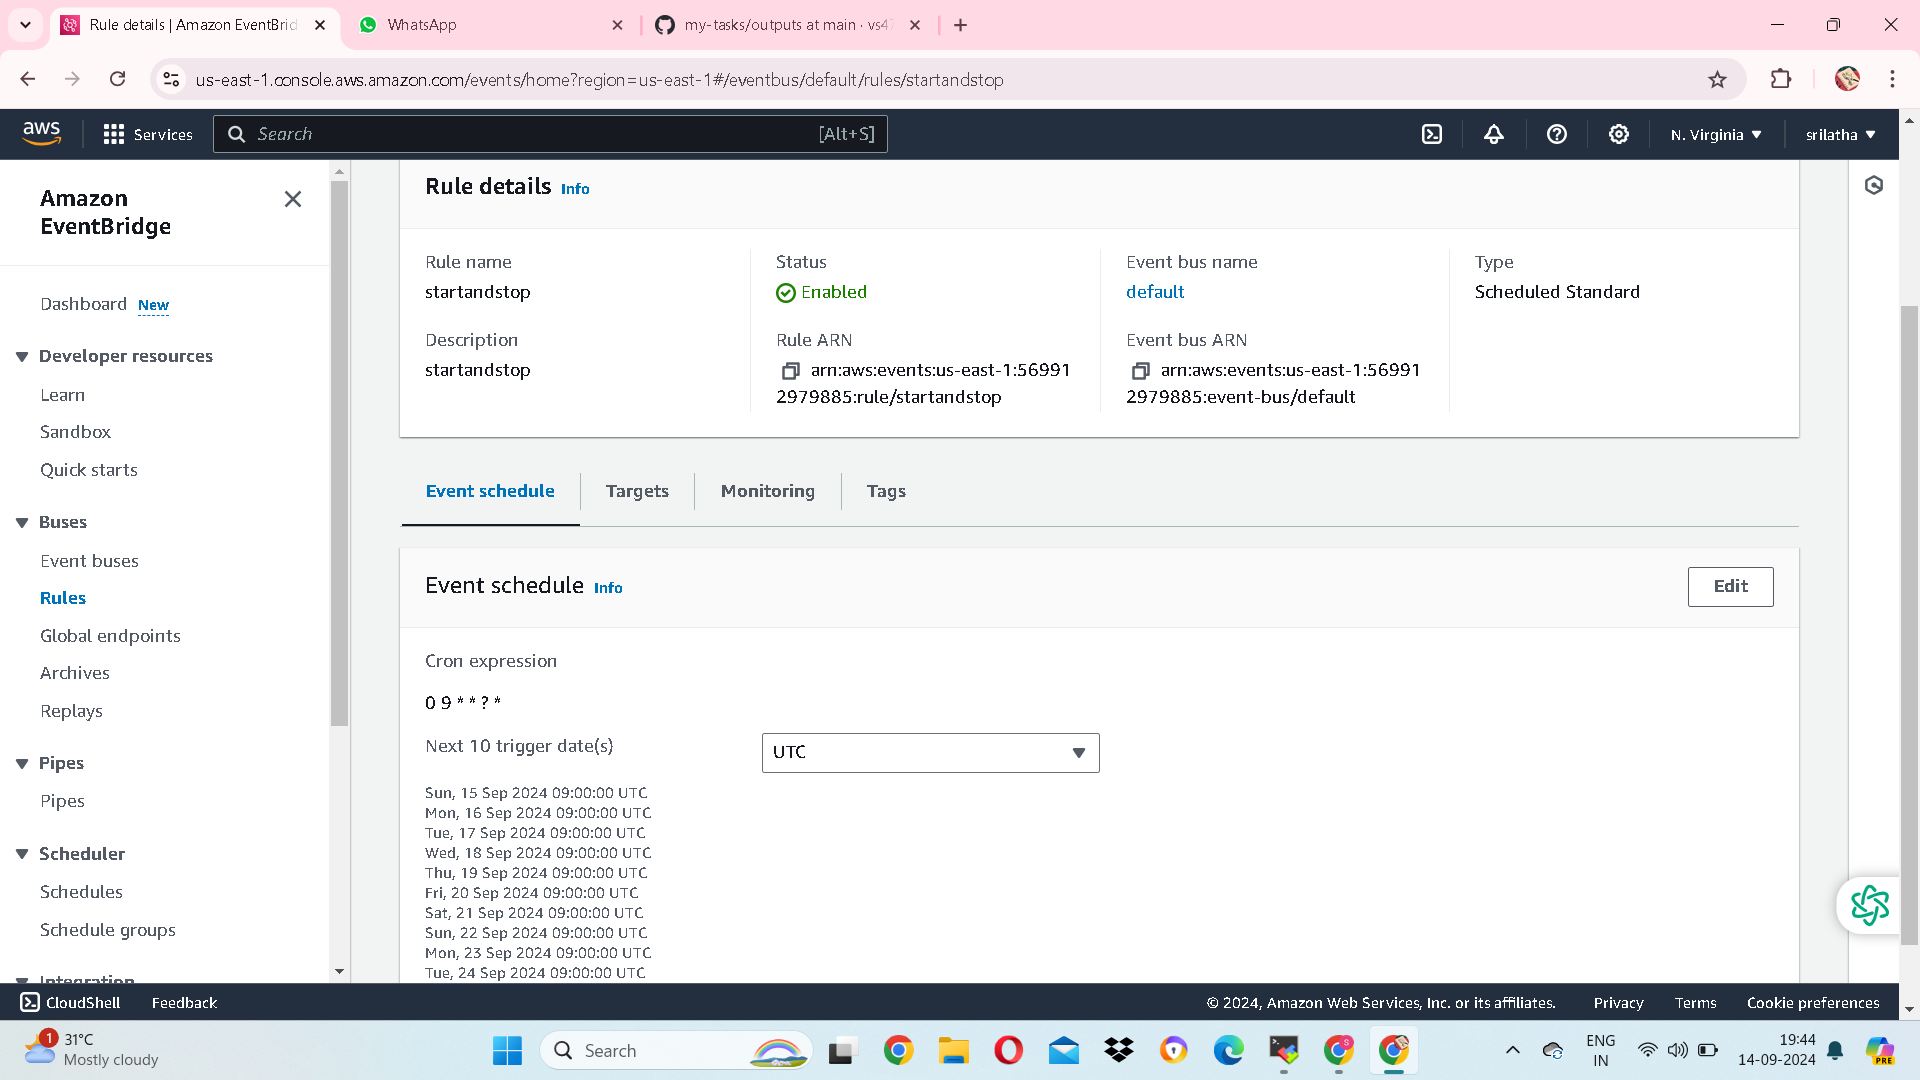 Rule details | Amazon EventBrid
WhatsApp
my-tasks/outputs at main · vs47
us-east-1.console.aws.amazon.com/events/home?region=us-east-1#/eventbus/default/rules/startandstop
aws
Services
Search
[Alt+S]
N. Virginia
srilatha
Amazon
EventBridge
Dashboard New
Developer resources
Learn
Sandbox
Quick starts
Buses
Event buses
Rules
Global endpoints
Archives
Replays
Pipes
Pipes
Scheduler
Schedules
Schedule groups
Integration
Rule details Info
Rule name
startandstop
Description
startandstop
Status
Enabled
Rule ARN
arn:aws:events:us-east-1:56991
2979885:rule/startandstop
Event bus name
default
Event bus ARN
arn:aws:events:us-east-1:56991
2979885:event-bus/default
Type
Scheduled Standard
Event schedule
Targets
Monitoring
Tags
Event schedule Info
Edit
Cron expression
0 9 * * ? *
Next 10 trigger date(s)
UTC
Sun, 15 Sep 2024 09:00:00 UTC
Mon, 16 Sep 2024 09:00:00 UTC
Tue, 17 Sep 2024 09:00:00 UTC
Wed, 18 Sep 2024 09:00:00 UTC
Thu, 19 Sep 2024 09:00:00 UTC
Fri, 20 Sep 2024 09:00:00 UTC
Sat, 21 Sep 2024 09:00:00 UTC
Sun, 22 Sep 2024 09:00:00 UTC
Mon, 23 Sep 2024 09:00:00 UTC
Tue, 24 Sep 2024 09:00:00 UTC
CloudShell
Feedback
© 2024, Amazon Web Services, Inc. or its affiliates.
Privacy
Terms
Cookie preferences
1
31°C
Mostly cloudy
Search
S
ENG
IN
19:44
14-09-2024
PRE